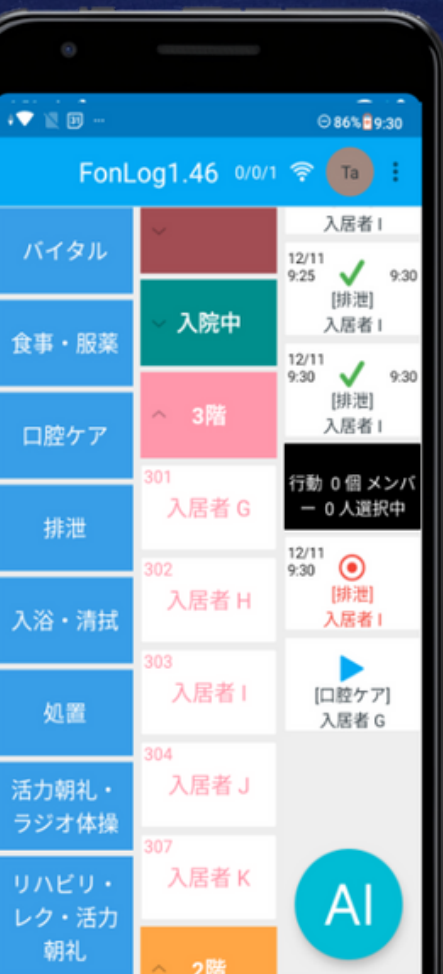 31
86% 9:30
FonLog1.46 0/0/1 Ta
バイタル
食事・服薬
口腔ケア
排泄
入浴・清拭
処置
活力朝礼・
ラジオ体操
リハビリ・
レク・活力
朝礼
入院中
3階
301
入居者 G
302
入居者 H
303
入居者 I
304
入居者 J
307
入居者 K
2階
入居者 I
12/11
9:25 9:30
[排泄]
入居者 I
12/11
9:30 9:30
[排泄]
入居者 I
行動 0 個 メンバ
ー 0 人選択中
12/11
9:30
[排泄]
入居者 I
[口腔ケア]
入居者 G
AI